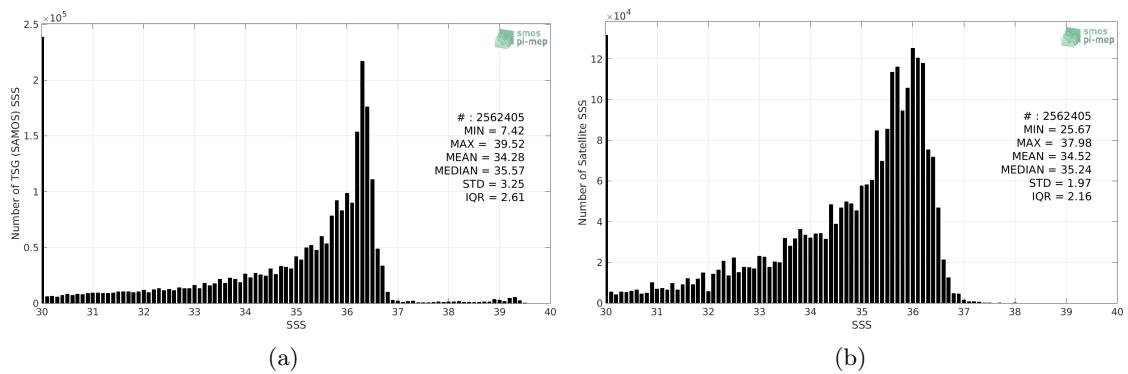 ×10⁵
2.5
2
1.5
1
0.5
0
Number of TSG (SAMOS) SSS
smos
pi-mep
# : 2562405
MIN = 7.42
MAX = 39.52
MEAN = 34.28
MEDIAN = 35.57
STD = 3.25
IQR = 2.61
30 31 32 33 34 35 36 37 38 39 40
SSS
(a)
×10⁴
12
10
8
6
4
2
0
Number of Satellite SSS
smos
pi-mep
# : 2562405
MIN = 25.67
MAX = 37.98
MEAN = 34.52
MEDIAN = 35.24
STD = 1.97
IQR = 2.16
30 31 32 33 34 35 36 37 38 39 40
SSS
(b)